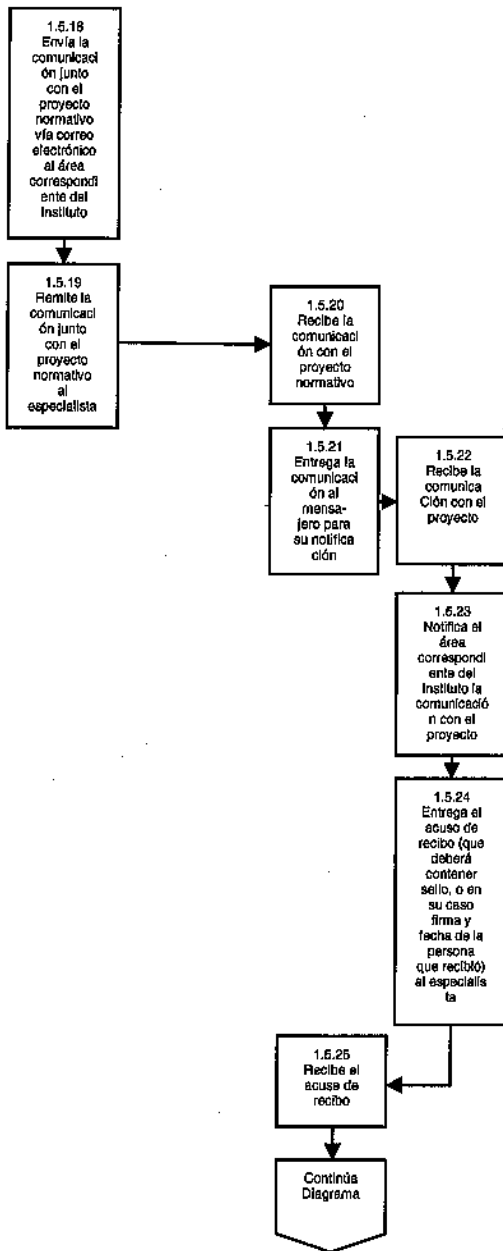 1.5.18
Envía la
comunicaci
ón junto
con el
proyecto
normativo
vía correo
electrónico
al área
correspondi
ente del
Instituto
1.5.19
Remite la
comunicaci
ón junto
con el
proyecto
normativo
al
especialista
1.5.20
Recibe la
comunicaci
ón con el
proyecto
normativo
1.5.21
Entrega la
comunicaci
ón al
mensa-
jero para
su notifica
ción
1.5.22
Recibe la
comunica
Ción con el
proyecto
1.5.23
Notifica el
área
correspondi
ente del
Instituto la
comunicació
n con el
proyecto
1.5.24
Entrega el
acuso de
recibo (que
deberá
contener
sello, o en
su caso
firma y
fecha de la
persona
que recibió)
al especialis
ta
1.5.25
Recibe el
acuse de
recibo
Continúa
Diagrama